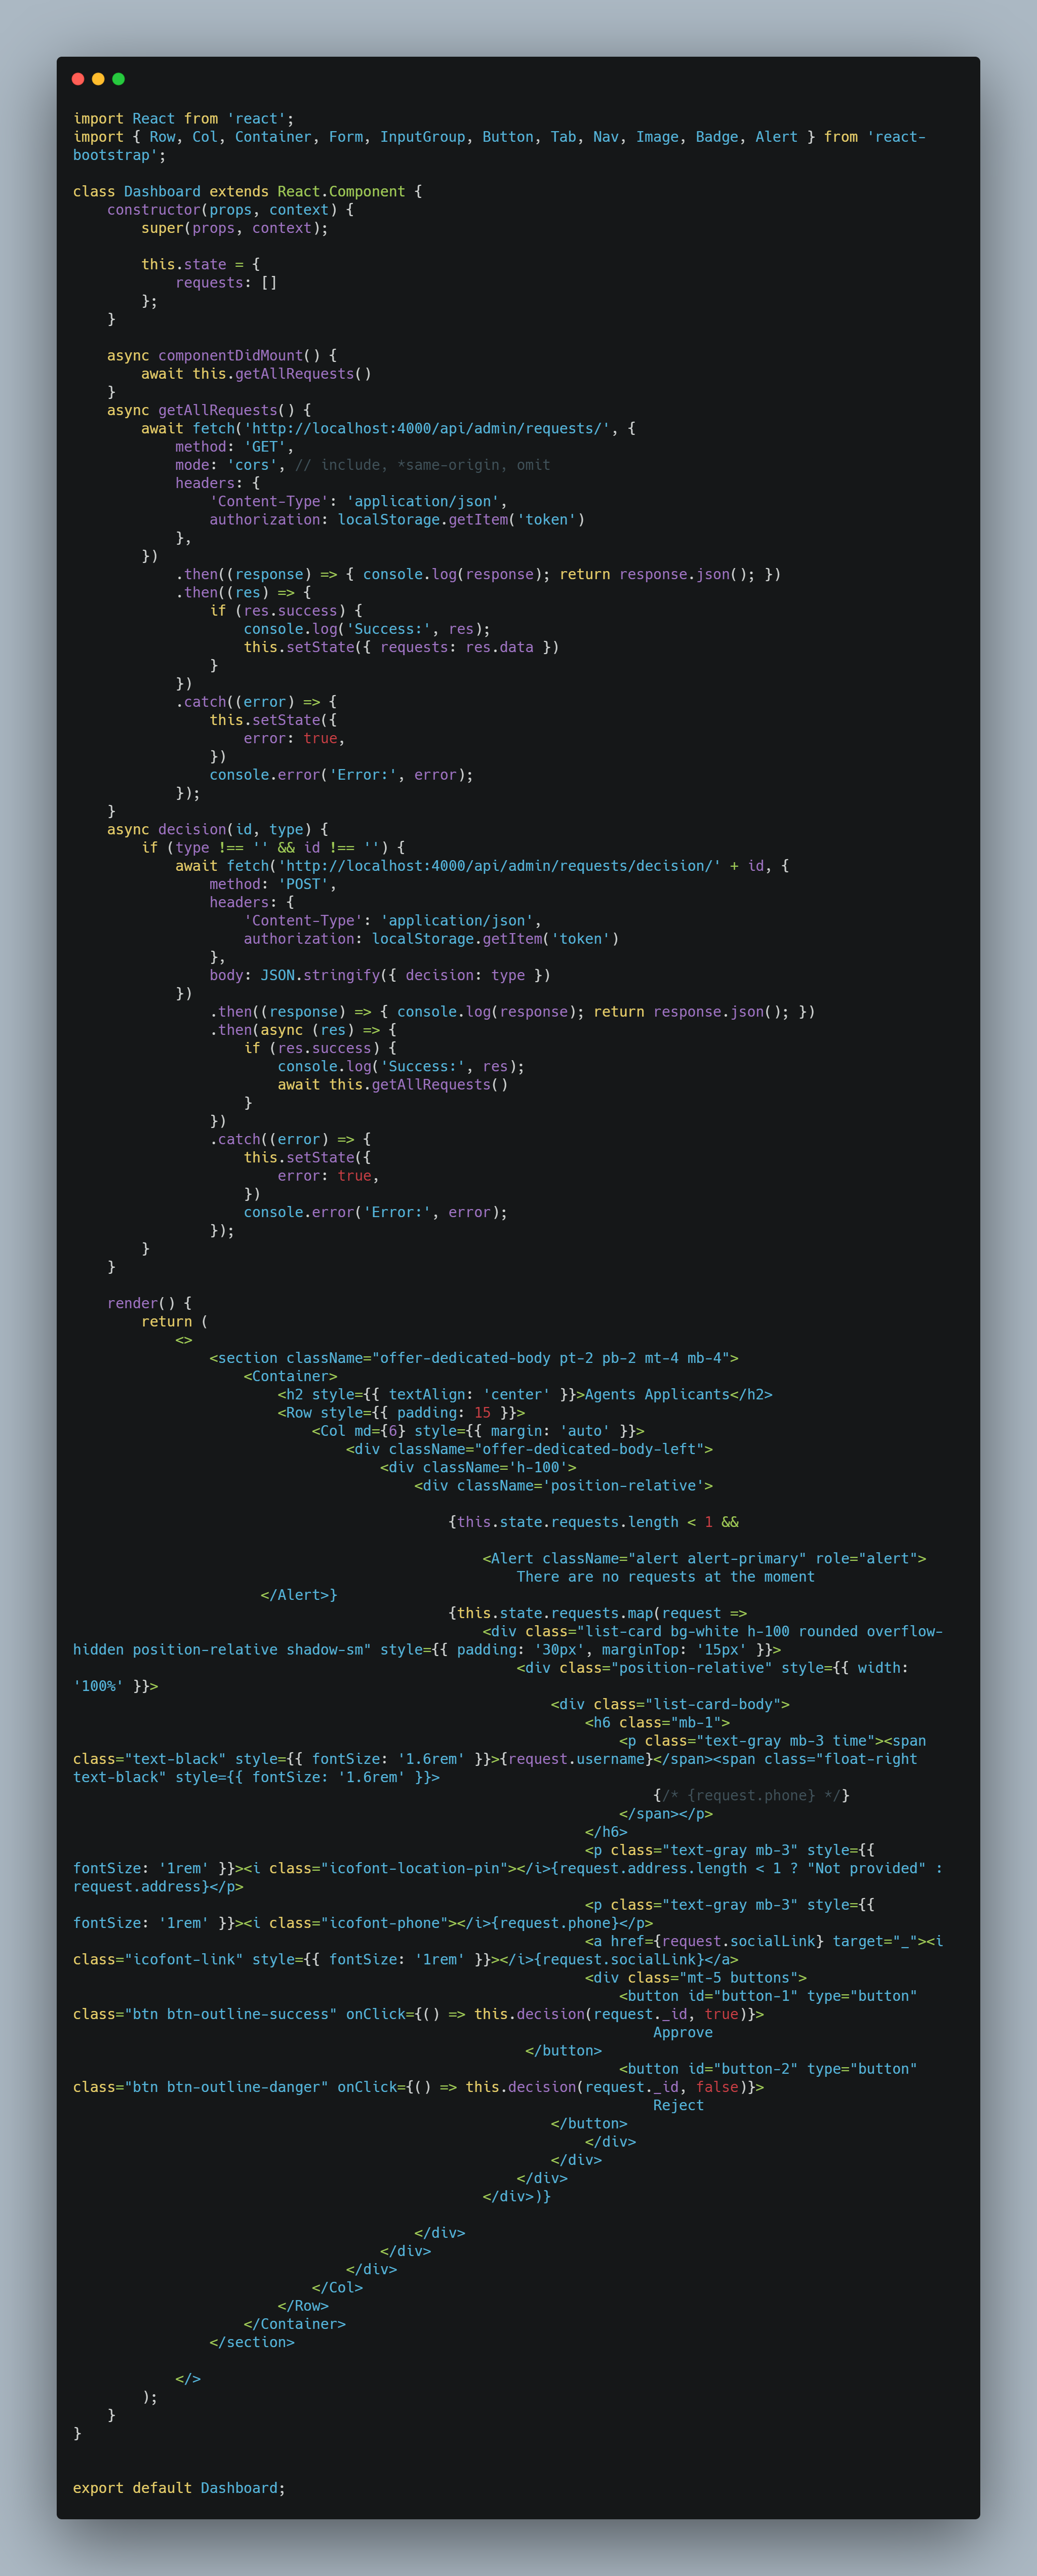 import React from 'react';
import { Row, Col, Container, Form, InputGroup, Button, Tab, Nav, Image, Badge, Alert } from 'react-
bootstrap';
class Dashboard extends React.Component {
    constructor(props, context) {
        super(props, context);
        this.state = {
            requests: []
        };
    }
    async componentDidMount() {
        await this.getAllRequests()
    }
    async getAllRequests() {
        await fetch('http://localhost:4000/api/admin/requests/', {
            method: 'GET',
            mode: 'cors', // include, *same-origin, omit
            headers: {
                'Content-Type': 'application/json',
                authorization: localStorage.getItem('token')
            },
        })
            .then((response) => { console.log(response); return response.json(); })
            .then((res) => {
                if (res.success) {
                    console.log('Success:', res);
                    this.setState({ requests: res.data })
                }
            })
            .catch((error) => {
                this.setState({
                    error: true,
                })
                console.error('Error:', error);
            });
    }
    async decision(id, type) {
        if (type !== '' && id !== '') {
            await fetch('http://localhost:4000/api/admin/requests/decision/' + id, {
                method: 'POST',
                headers: {
                    'Content-Type': 'application/json',
                    authorization: localStorage.getItem('token')
                },
                body: JSON.stringify({ decision: type })
            })
                .then((response) => { console.log(response); return response.json(); })
                .then(async (res) => {
                    if (res.success) {
                        console.log('Success:', res);
                        await this.getAllRequests()
                    }
                })
                .catch((error) => {
                    this.setState({
                        error: true,
                    })
                    console.error('Error:', error);
                });
        }
    }
    render() {
        return (
            <>
                <section className="offer-dedicated-body pt-2 pb-2 mt-4 mb-4">
                    <Container>
                        <h2 style={{ textAlign: 'center' }}>Agents Applicants</h2>
                        <Row style={{ padding: 15 }}>
                            <Col md={6} style={{ margin: 'auto' }}>
                                <div className="offer-dedicated-body-left">
                                    <div className='h-100'>
                                        <div className='position-relative'>
                                            {this.state.requests.length < 1 &&
                                                <Alert className="alert alert-primary" role="alert">
                                                    There are no requests at the moment
                      </Alert>}
                                            {this.state.requests.map(request =>
                                                <div class="list-card bg-white h-100 rounded overflow-
hidden position-relative shadow-sm" style={{ padding: '30px', marginTop: '15px' }}>
                                                    <div class="position-relative" style={{ width:
'100%' }}>
                                                        <div class="list-card-body">
                                                            <h6 class="mb-1">
                                                                <p class="text-gray mb-3 time"><span
class="text-black" style={{ fontSize: '1.6rem' }}>{request.username}</span><span class="float-right
text-black" style={{ fontSize: '1.6rem' }}>
                                                                    {/* {request.phone} */}
                                                                </span></p>
                                                            </h6>
                                                            <p class="text-gray mb-3" style={{
fontSize: '1rem' }}><i class="icofont-location-pin"></i>{request.address.length < 1 ? "Not provided" :
request.address}</p>
                                                            <p class="text-gray mb-3" style={{
fontSize: '1rem' }}><i class="icofont-phone"></i>{request.phone}</p>
                                                            <a href={request.socialLink} target="_"><i
class="icofont-link" style={{ fontSize: '1rem' }}></i>{request.socialLink}</a>
                                                            <div class="mt-5 buttons">
                                                                <button id="button-1" type="button"
class="btn btn-outline-success" onClick={() => this.decision(request._id, true)}>
                                                                    Approve
                                                     </button>
                                                                <button id="button-2" type="button"
class="btn btn-outline-danger" onClick={() => this.decision(request._id, false)}>
                                                                    Reject
                                                        </button>
                                                            </div>
                                                        </div>
                                                    </div>
                                                </div>)}
                                        </div>
                                    </div>
                                </div>
                            </Col>
                        </Row>
                    </Container>
                </section>
            </>
        );
    }
}
export default Dashboard;